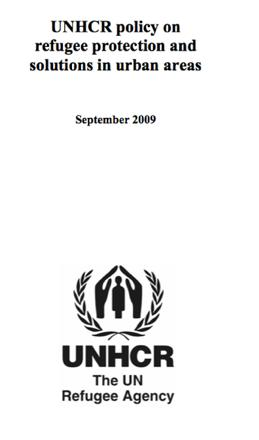 UNHCR policy on
refugee protection and
solutions in urban areas
September 2009
UNHCR
The UN
Refugee Agency